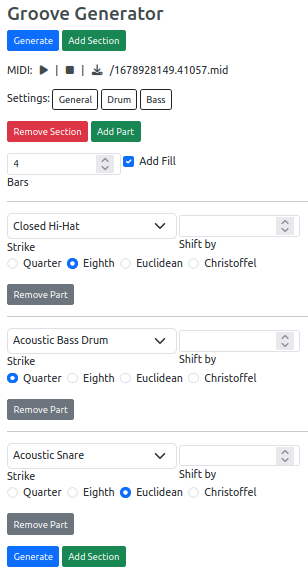 Groove Generator
Generate Add Section
MIDI: | | /1678928149.41057.mid
Settings: General Drum Bass
Remove Section Add Part
4 Add Fill
Bars
Closed Hi-Hat
Strike Shift by
Quarter Eighth Euclidean Christoffel
Remove Part
Acoustic Bass Drum
Strike Shift by
Quarter Eighth Euclidean Christoffel
Remove Part
Acoustic Snare
Strike Shift by
Quarter Eighth Euclidean Christoffel
Remove Part
Generate Add Section